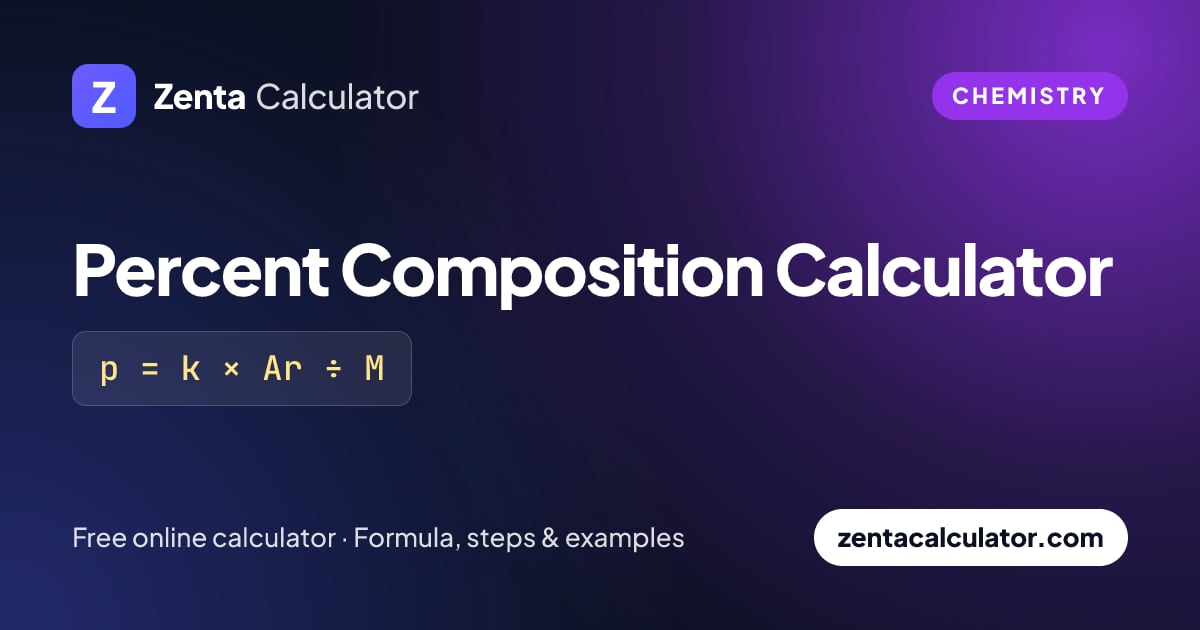 Z Zenta Calculator
CHEMISTRY
Percent Composition Calculator
p = k × Ar ÷ M
Free online calculator · Formula, steps & examples
zentacalculator.com